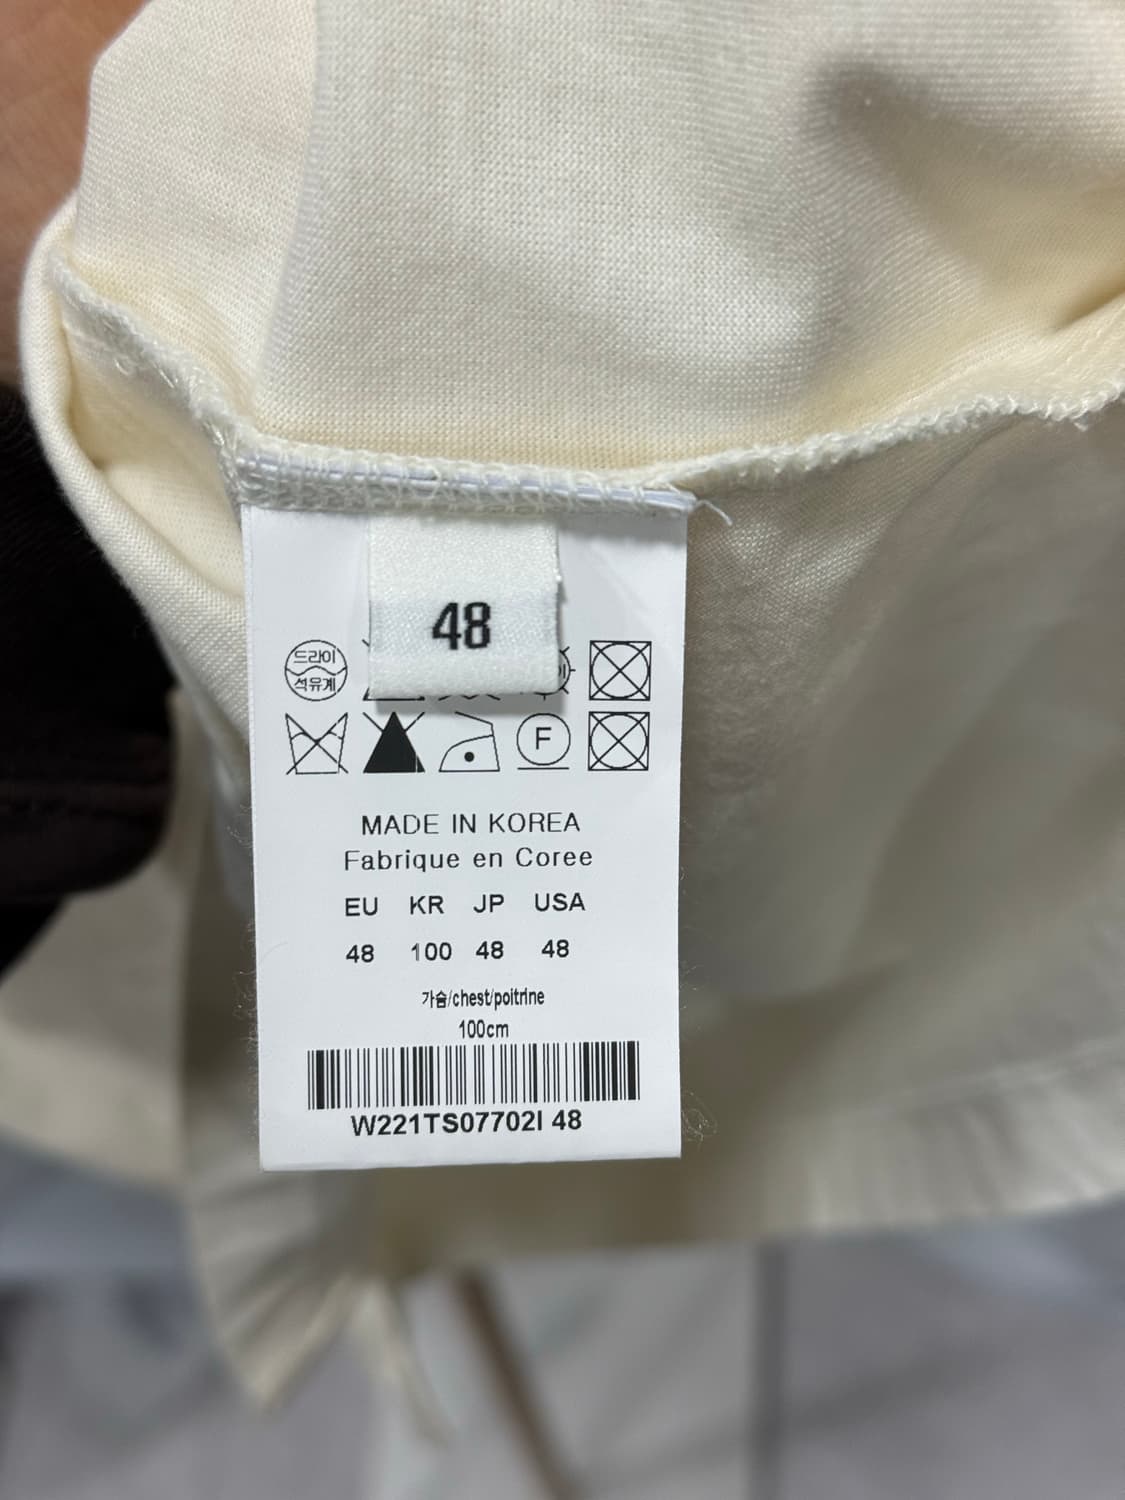 48
드라이
석유계
F
MADE IN KOREA
Fabrique en Coree
EU KR JP USA
48 100 48 48
가슴/chest/poitrine
100cm
W221TS07702I 48